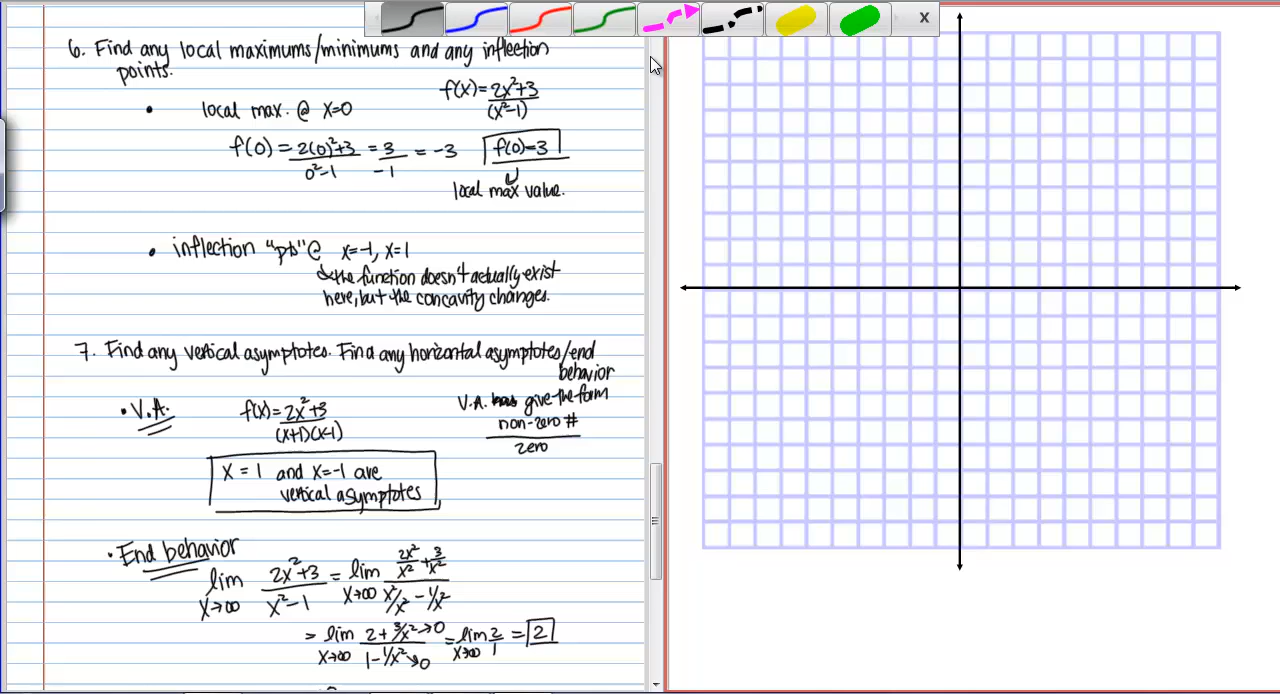 6. Find any local maximums/minimums and any inflection
points.
f(x)= 2x²+3
(x²-1)
• local max. @ x=0
f(0) = 2(0)²+3 = 3 = -3
0²-1 -1
f(0)=-3
local max value.
• inflection "pts" @ x=-1, x=1
the function doesn't actually exist
here, but the concavity changes.
7. Find any vertical asymptotes. Find any horizontal asymptotes/end
behavior
• V.A.
f(x)= 2x²+3
(x+1)(x-1)
V.A. give the form
non-zero #
zero
x = 1 and x=-1 are
vertical asymptotes
• End behavior
lim 2x²+3 = lim 2x²/x² + 3/x²
x→∞ x²-1 x→∞ x²/x² - 1/x²
= lim 2 + 3/x²→0 = lim 2 = 2
x→∞ 1 - 1/x²→0 x→∞ 1
X